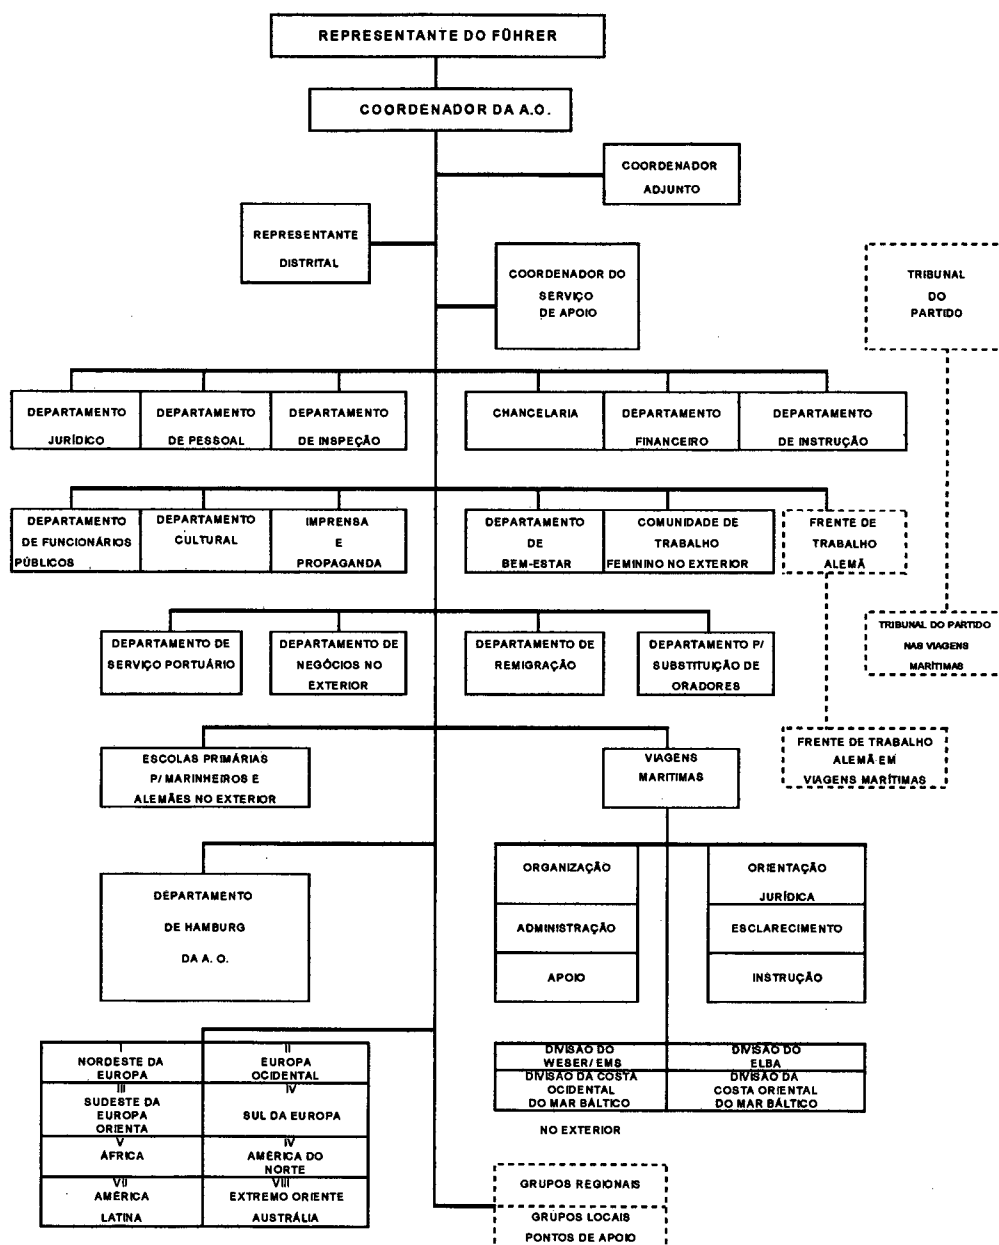 REPRESENTANTE DO FÜHRER
COORDENADOR DA A.O.
COORDENADOR
ADJUNTO
REPRESENTANTE
DISTRITAL
COORDENADOR DO
SERVIÇO
DE APOIO
TRIBUNAL
DO
PARTIDO
DEPARTAMENTO
JURÍDICO
DEPARTAMENTO
DE PESSOAL
DEPARTAMENTO
DE INSPEÇÃO
CHANCELARIA
DEPARTAMENTO
FINANCEIRO
DEPARTAMENTO
DE INSTRUÇÃO
DEPARTAMENTO
DE FUNCIONÁRIOS
PÚBLICOS
DEPARTAMENTO
CULTURAL
IMPRENSA
E
PROPAGANDA
DEPARTAMENTO
DE
BEM-ESTAR
COMUNIDADE DE
TRABALHO
FEMININO NO EXTERIOR
FRENTE DE
TRABALHO
ALEMÃ
DEPARTAMENTO DE
SERVIÇO PORTUÁRIO
DEPARTAMENTO DE
NEGÓCIOS NO
EXTERIOR
DEPARTAMENTO DE
REMIGRAÇÃO
DEPARTAMENTO P/
SUBSTITUIÇÃO DE
ORADORES
TRIBUNAL DO PARTIDO
NAS VIAGENS
MARÍTIMAS
ESCOLAS PRIMÁRIAS
P/ MARINHEIROS E
ALEMÃES NO EXTERIOR
VIAGENS
MARITIMAS
FRENTE DE TRABALHO
ALEMÃ EM
VIAGENS MARÍTIMAS
DEPARTAMENTO
DE HAMBURG
DA A. O.
ORGANIZAÇÃO
ADMINISTRAÇÃO
APOIO
ORIENTAÇÃO
JURÍDICA
ESCLARECIMENTO
INSTRUÇÃO
I
NORDESTE DA
EUROPA
II
EUROPA
OCIDENTAL
III
SUDESTE DA
EUROPA
ORIENTA
IV
SUL DA EUROPA
V
ÁFRICA
IV
AMÉRICA DO
NORTE
VII
AMÉRICA
LATINA
VIII
EXTREMO ORIENTE
AUSTRÁLIA
DIVISÃO DO
WESER/ EMS
DIVISÃO DO
ELBA
DIVISÃO DA COSTA
OCIDENTAL
DO MAR BÁLTICO
DIVISÃO DA
COSTA ORIENTAL
DO MAR BÁLTICO
NO EXTERIOR
GRUPOS REGIONAIS
GRUPOS LOCAIS
PONTOS DE APOIO